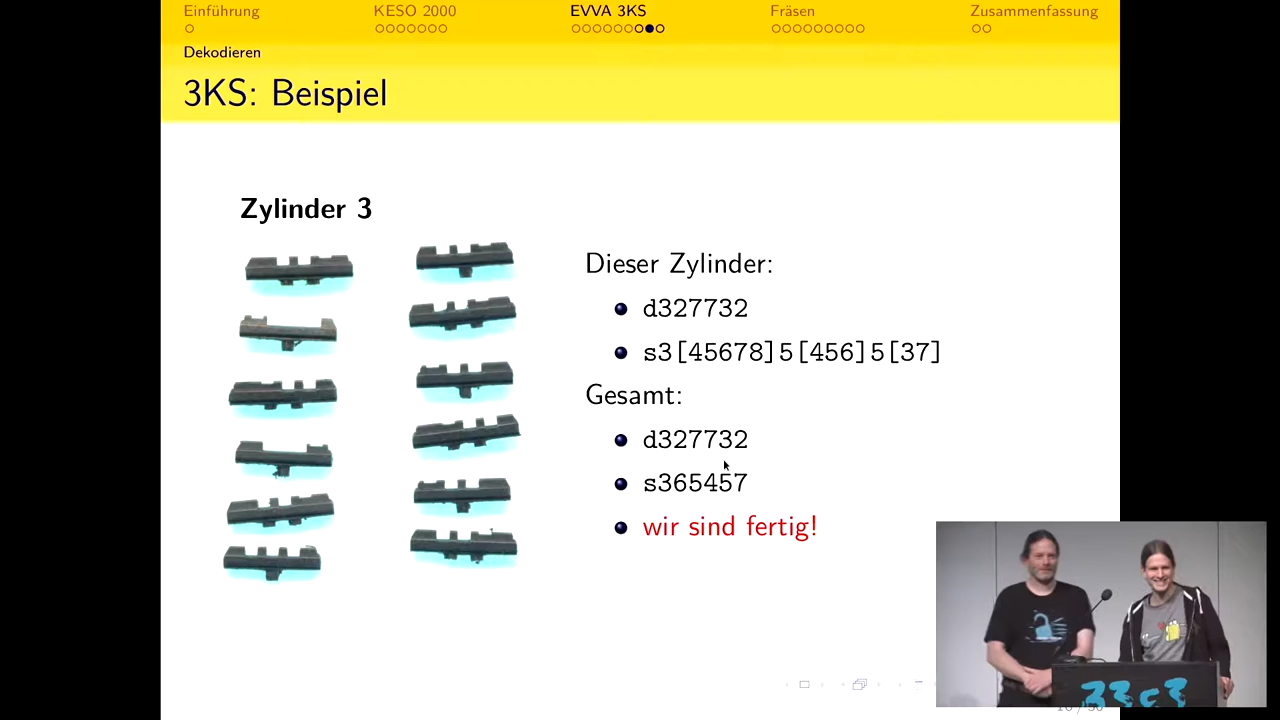 Einführung
KESO 2000
EVVA 3KS
Fräsen
Zusammenfassung
Dekodieren
3KS: Beispiel
Zylinder 3
Dieser Zylinder:
d327732
s3[45678]5[456]5[37]
Gesamt:
d327732
s365457
wir sind fertig!
33c3